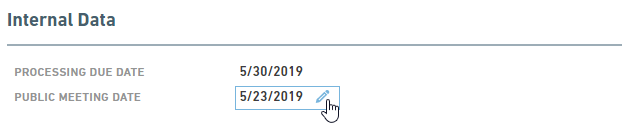 Internal Data
PROCESSING DUE DATE 5/30/2019
PUBLIC MEETING DATE 5/23/2019